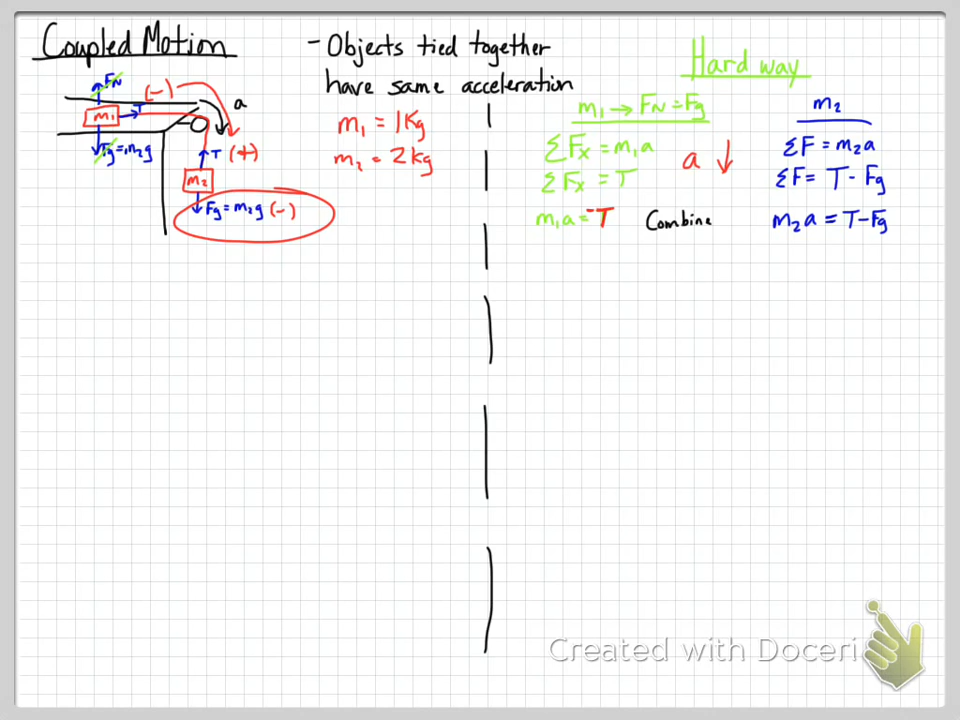 Coupled Motion
- Objects tied together
have same acceleration
Hard way
FN
(-)
a
m1
T
Fg=m2g
T
(+)
m2
Fg = m2g (-)
m1 = 1Kg
m2 = 2Kg
m1 → FN = Fg
ΣFx = m1a
ΣFx = T
m1a = -T
a ↓
Combine
m2
ΣF = m2a
ΣF = T - Fg
m2a = T - Fg
Created with Doceri